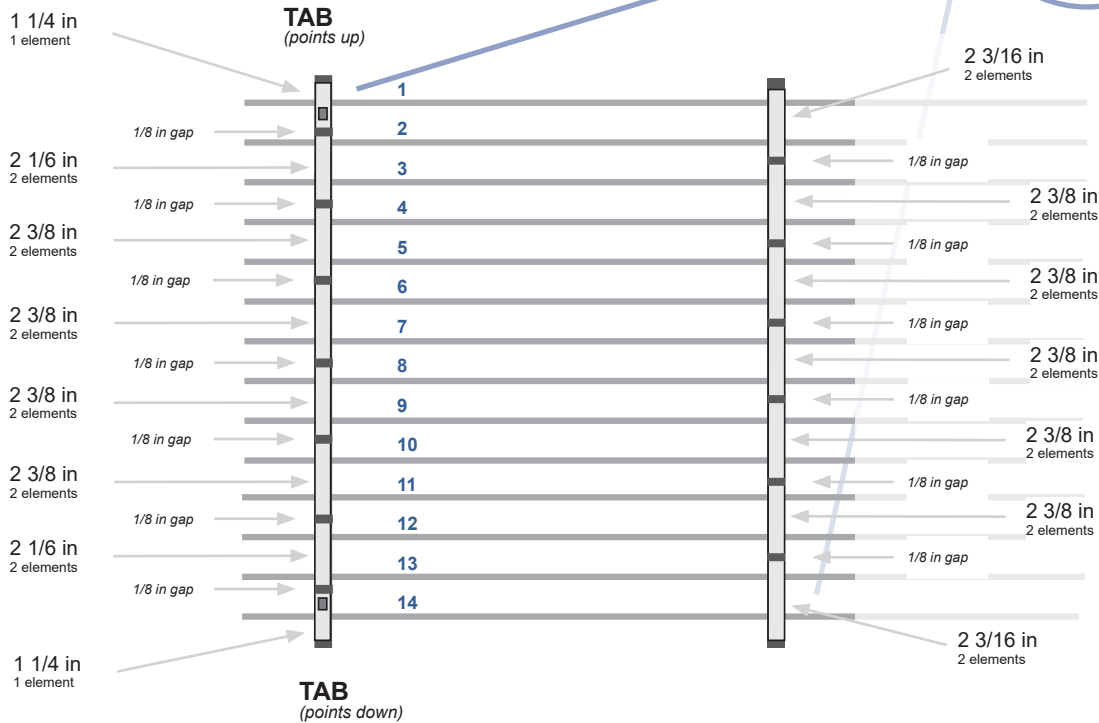 1 1/4 in
1 element
TAB
(points up)
2 3/16 in
2 elements
1
1/8 in gap
2
1/8 in gap
2 1/6 in
2 elements
3
2 3/8 in
2 elements
1/8 in gap
4
2 3/8 in
2 elements
5
1/8 in gap
1/8 in gap
6
2 3/8 in
2 elements
2 3/8 in
2 elements
7
1/8 in gap
1/8 in gap
8
2 3/8 in
2 elements
2 3/8 in
2 elements
9
1/8 in gap
1/8 in gap
10
2 3/8 in
2 elements
2 3/8 in
2 elements
11
1/8 in gap
1/8 in gap
12
2 3/8 in
2 elements
2 1/6 in
2 elements
13
1/8 in gap
1/8 in gap
14
1 1/4 in
1 element
2 3/16 in
2 elements
TAB
(points down)